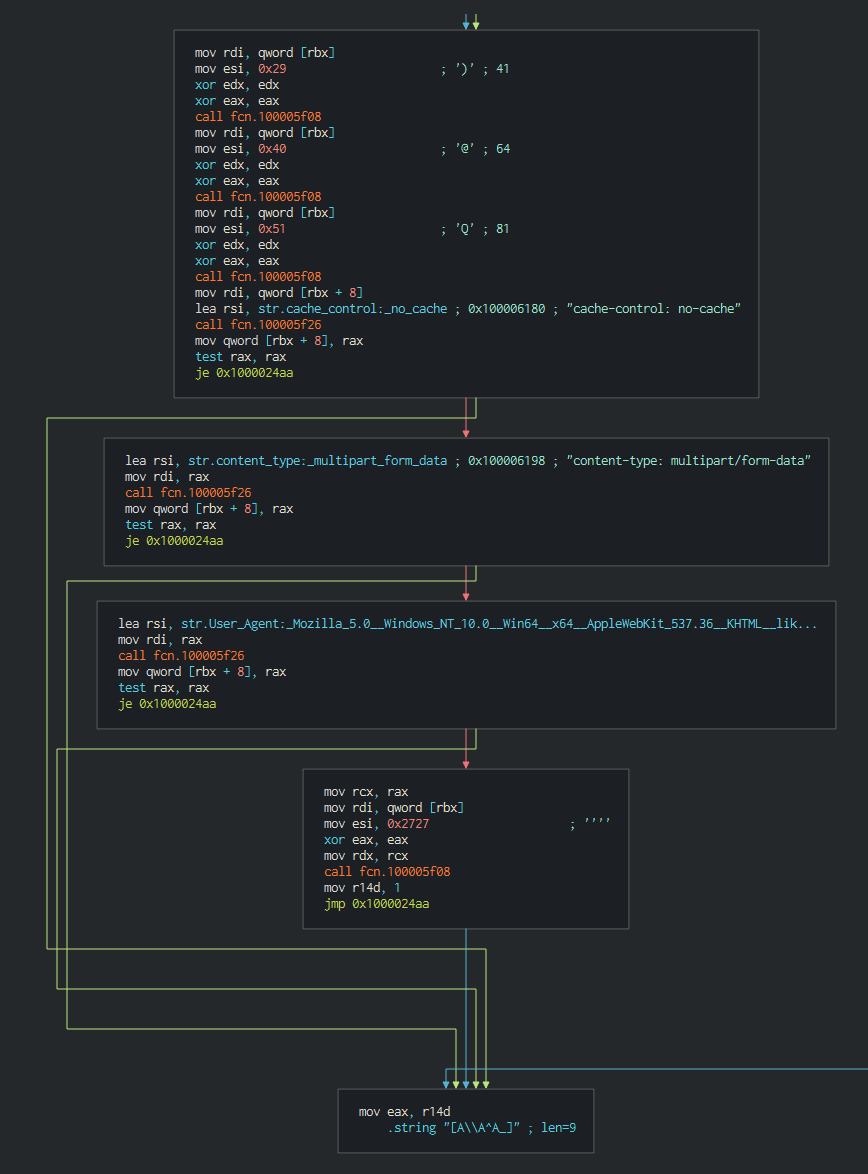 mov rdi, qword [rbx]
mov esi, 0x29 ; ')' ; 41
xor edx, edx
xor eax, eax
call fcn.100005f08
mov rdi, qword [rbx]
mov esi, 0x40 ; '@' ; 64
xor edx, edx
xor eax, eax
call fcn.100005f08
mov rdi, qword [rbx]
mov esi, 0x51 ; 'Q' ; 81
xor edx, edx
xor eax, eax
call fcn.100005f08
mov rdi, qword [rbx + 8]
lea rsi, str.cache_control:_no_cache ; 0x100006180 ; "cache-control: no-cache"
call fcn.100005f26
mov qword [rbx + 8], rax
test rax, rax
je 0x1000024aa
lea rsi, str.content_type:_multipart_form_data ; 0x100006198 ; "content-type: multipart/form-data"
mov rdi, rax
call fcn.100005f26
mov qword [rbx + 8], rax
test rax, rax
je 0x1000024aa
lea rsi, str.User_Agent:_Mozilla_5.0__Windows_NT_10.0__Win64__x64__AppleWebKit_537.36__KHTML__lik...
mov rdi, rax
call fcn.100005f26
mov qword [rbx + 8], rax
test rax, rax
je 0x1000024aa
mov rcx, rax
mov rdi, qword [rbx]
mov esi, 0x2727 ; ''''
xor eax, eax
mov rdx, rcx
call fcn.100005f08
mov r14d, 1
jmp 0x1000024aa
mov eax, r14d
.string "[A\\A^A_]" ; len=9